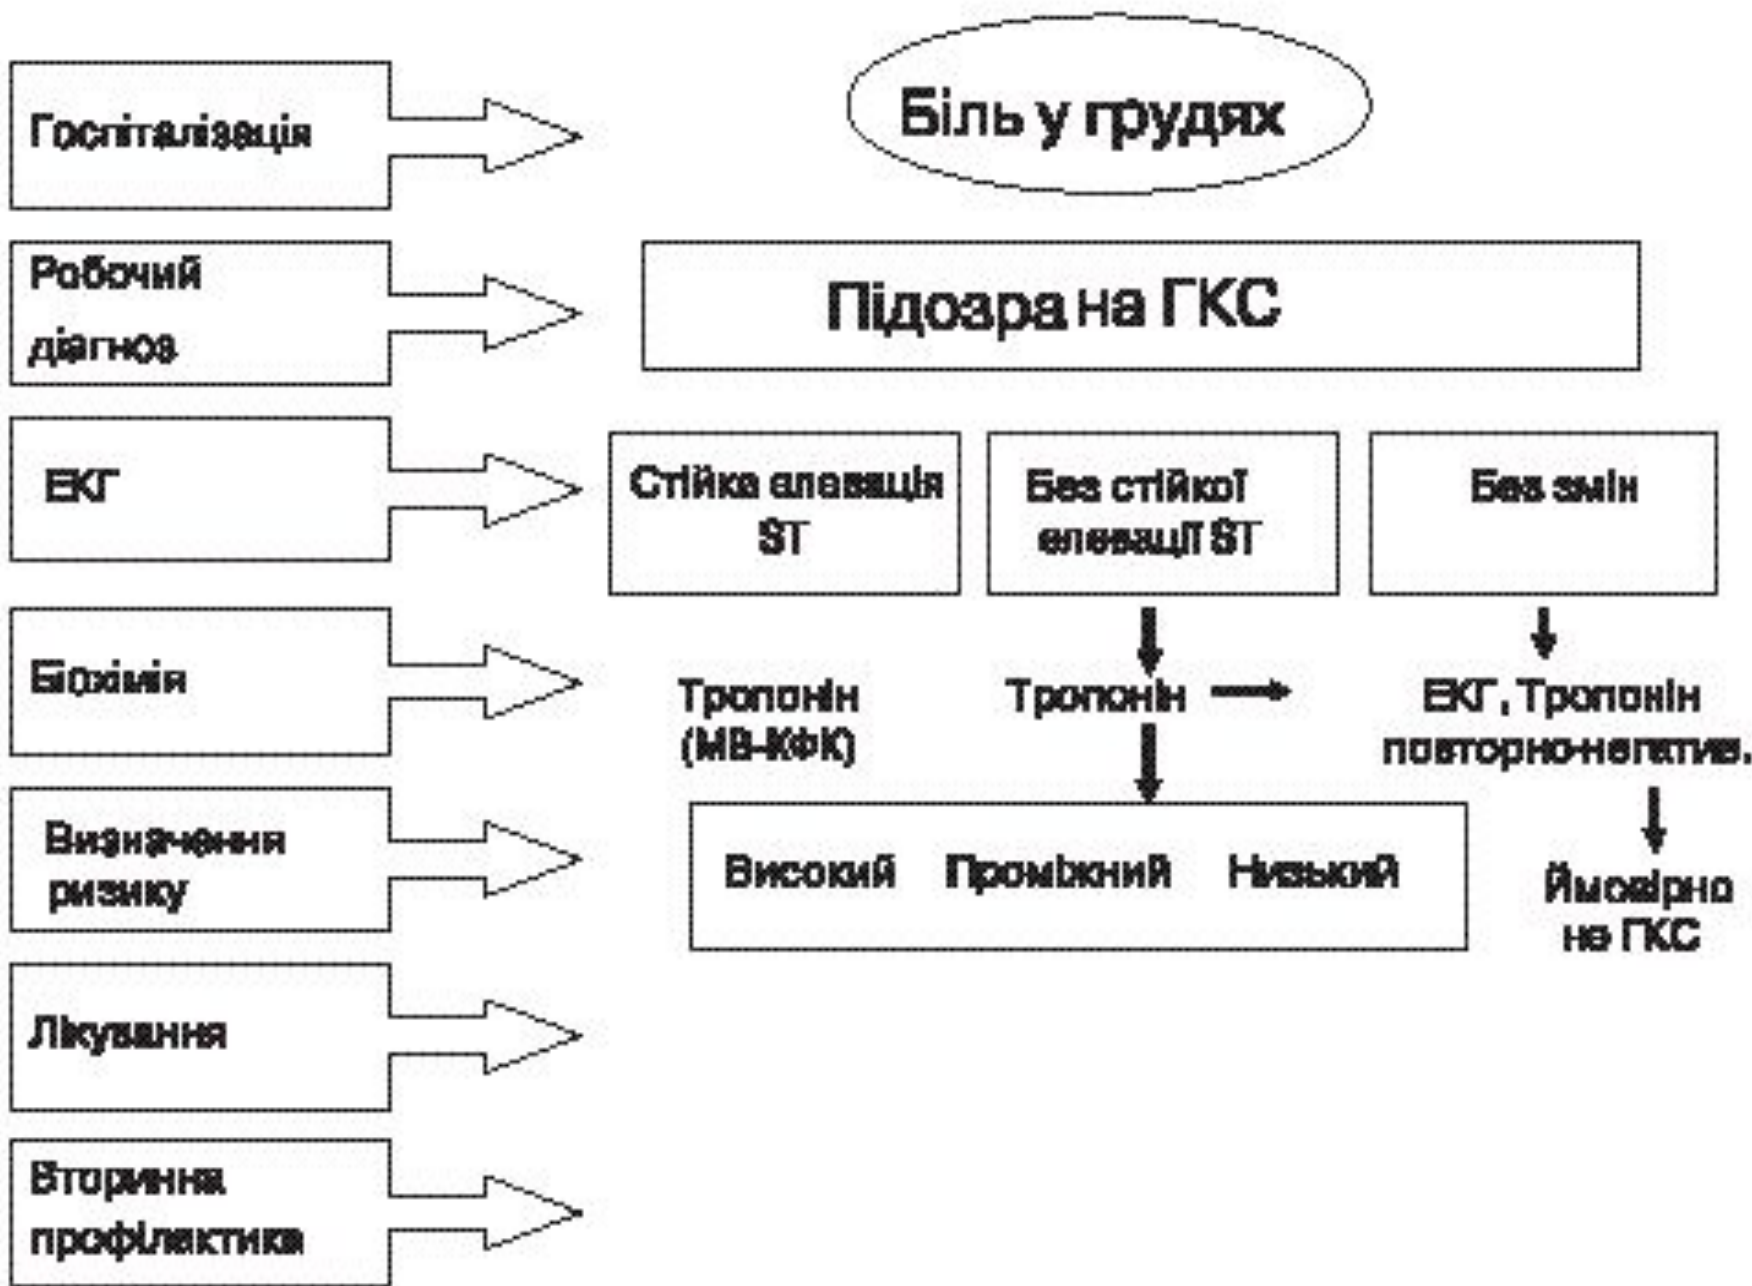 Госпіталізація
Біль у грудях
Робочий
діагноз
Підозра на ГКС
ЕКГ
Стійка елевація
ST
Без стійкої
елевації ST
Без змін
Біохімія
Тропонін
(МВ-КФК)
Тропонін
ЕКГ, Тропонін
повторно-негатив.
Визначення
ризику
Високий Проміжний Низький
Ймовірно
не ГКС
Лікування
Вторинна
профілактика